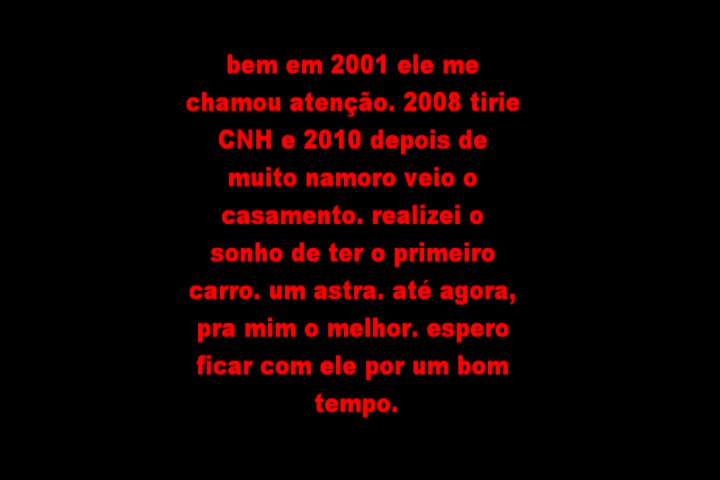 bem em 2001 ele me
chamou atenção. 2008 tirie
CNH e 2010 depois de
muito namoro veio o
casamento. realizei o
sonho de ter o primeiro
carro. um astra. até agora,
pra mim o melhor. espero
ficar com ele por um bom
tempo.